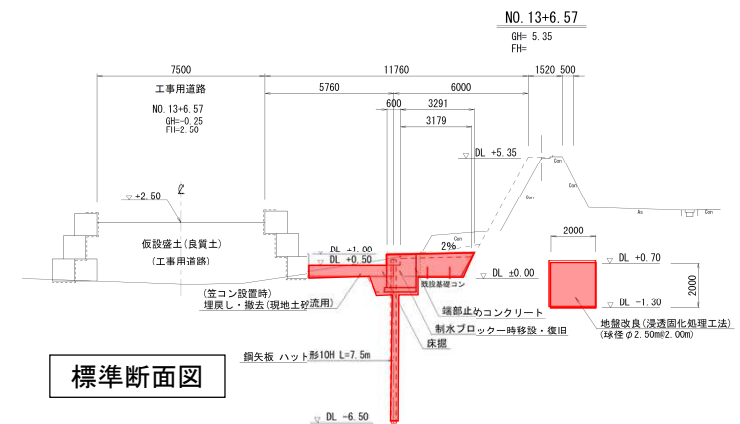 NO.13+6.57
GH= 5.35
FH=
7500
11760
1520
500
工事用道路
5760
6000
NO.13+6.57
GH=-0.25
FH=2.50
600
3291
3179
DL +5.35
Con
+2.50
Con
Con
As
Con
Con
2%
2000
仮設盛土(良質土)
(工事用道路)
DL +1.00
DL +0.50
DL +0.70
DL ±0.00
2000
既設基礎コン
DL -1.30
(笠コン設置時)
埋戻し・撤去(現地土砂流用)
端部止めコンクリート
制水ブロック一時移設・復旧
床掘
地盤改良(浸透固化処理工法)
(球径φ2.50m@2.00m)
鋼矢板 ハット形10H L=7.5m
標準断面図
DL -6.50